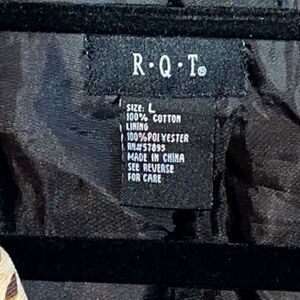 R·Q·T®
SIZE: L
100% COTTON
LINING
100%POLYESTER
RN#57895
MADE IN CHINA
SEE REVERSE
FOR CARE